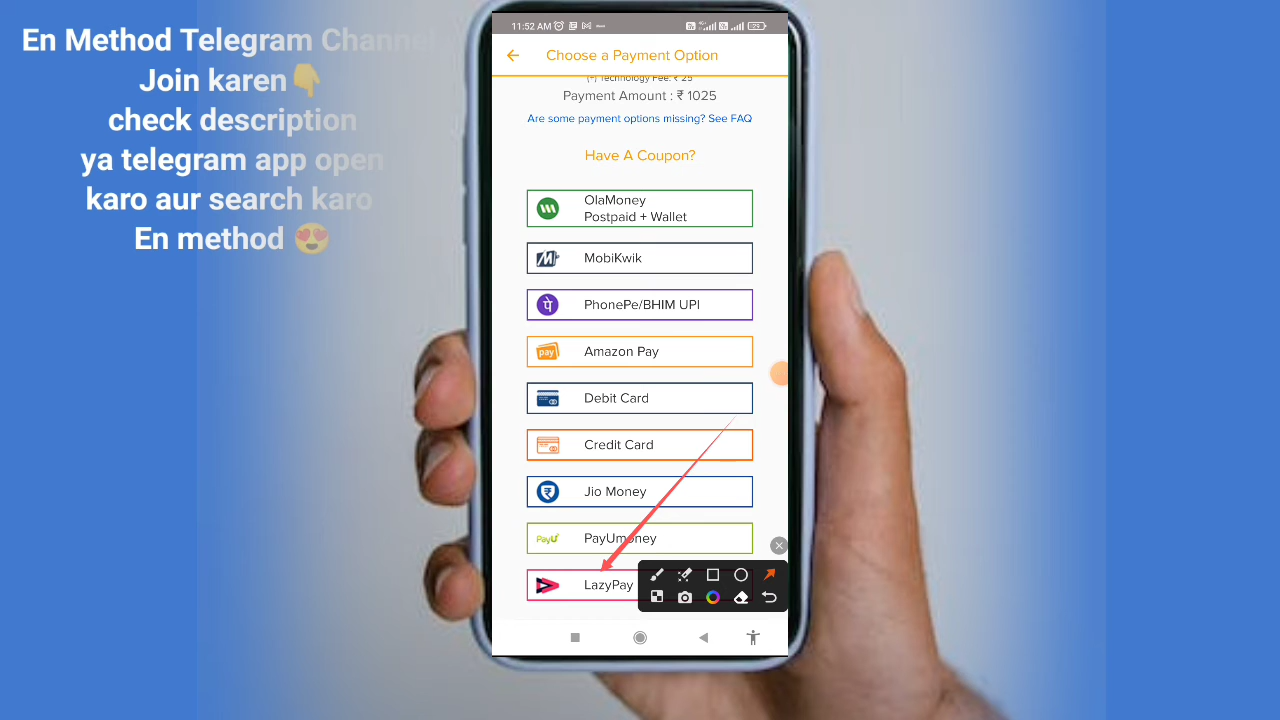 En Method Telegram Channel
Join karen👇
check description
ya telegram app open
karo aur search karo
En method 😍
11:52 AM
Choose a Payment Option
(+) Technology Fee: ₹ 25
Payment Amount : ₹ 1025
Are some payment options missing? See FAQ
Have A Coupon?
OlaMoney
Postpaid + Wallet
MobiKwik
पे
PhonePe/BHIM UPI
pay
Amazon Pay
Debit Card
Credit Card
₹
Jio Money
PayU
PayUmoney
LazyPay